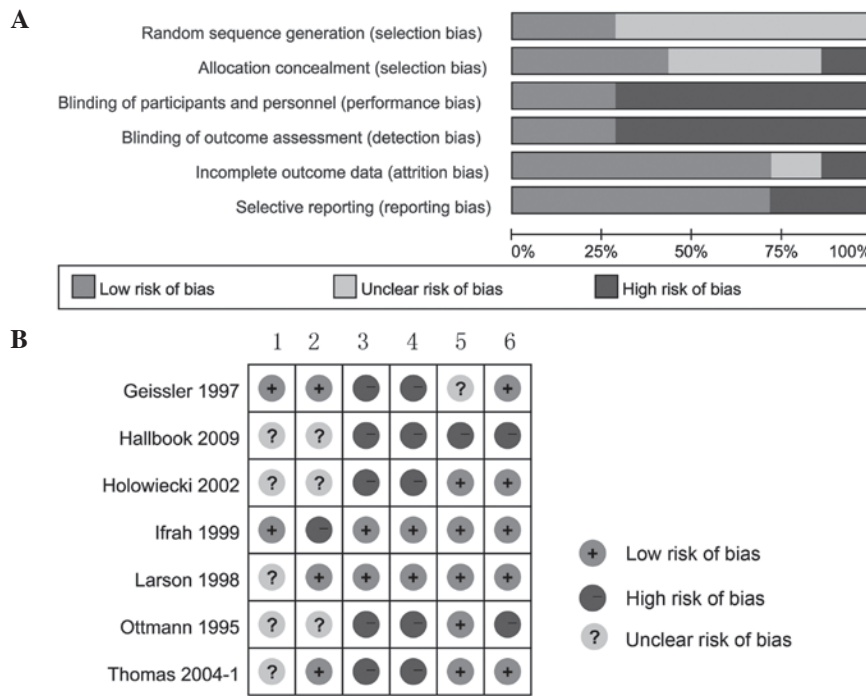 A
Random sequence generation (selection bias)
Allocation concealment (selection bias)
Blinding of participants and personnel (performance bias)
Blinding of outcome assessment (detection bias)
Incomplete outcome data (attrition bias)
Selective reporting (reporting bias)
0% 25% 50% 75% 100%
Low risk of bias Unclear risk of bias High risk of bias
B
1 2 3 4 5 6
Geissler 1997 + + - - ? +
Hallbook 2009 ? ? - - - -
Holowiecki 2002 ? ? - - + +
Ifrah 1999 + - + + + +
Larson 1998 ? + + + + +
Ottmann 1995 ? ? - - + -
Thomas 2004-1 ? + - - + +
+ Low risk of bias
- High risk of bias
? Unclear risk of bias